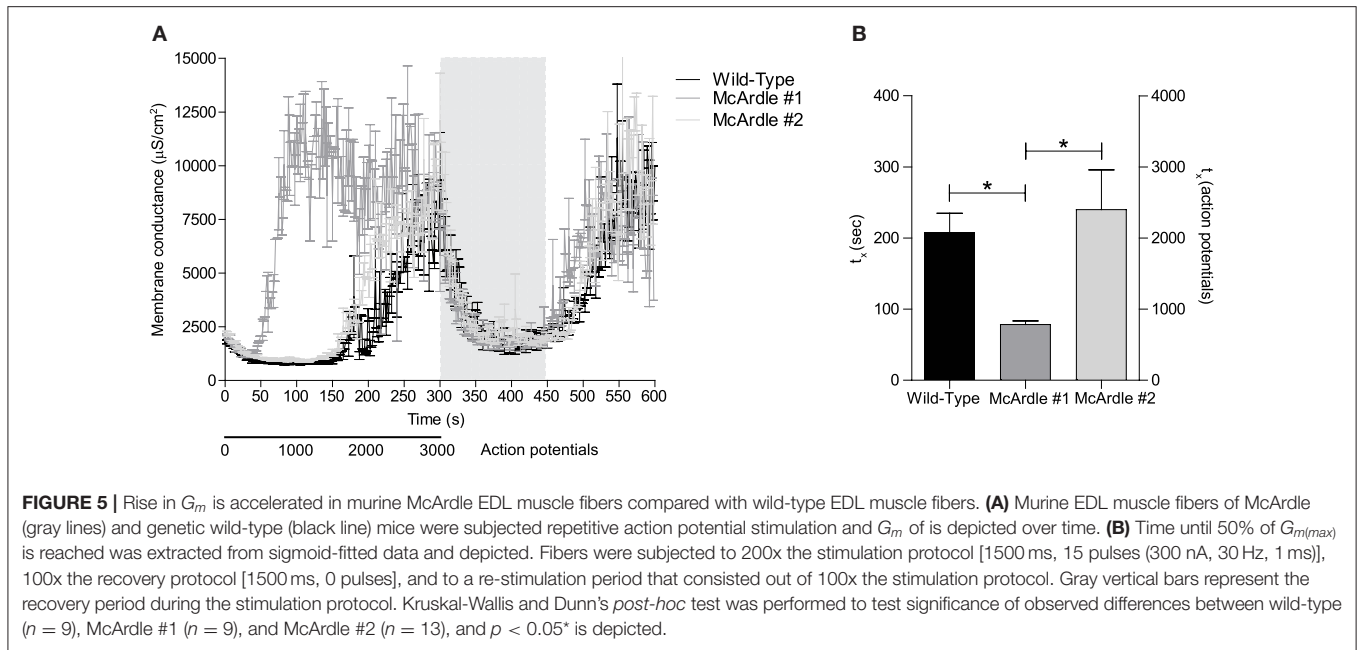 A
B
15000
12500
10000
7500
5000
2500
0
Membrane conductance (µS/cm²)
0 50 100 150 200 250 300 350 400 450 500 550 600
Time (s)
0 1000 2000 3000 Action potentials
Wild-Type
McArdle #1
McArdle #2
400
300
200
100
0
t_x (sec)
* *
4000
3000
2000
1000
0
t_x (action potentials)
Wild-Type McArdle #1 McArdle #2
FIGURE 5 | Rise in G_m is accelerated in murine McArdle EDL muscle fibers compared with wild-type EDL muscle fibers. (A) Murine EDL muscle fibers of McArdle
(gray lines) and genetic wild-type (black line) mice were subjected repetitive action potential stimulation and G_m of is depicted over time. (B) Time until 50% of G_m(max)
is reached was extracted from sigmoid-fitted data and depicted. Fibers were subjected to 200x the stimulation protocol [1500 ms, 15 pulses (300 nA, 30 Hz, 1 ms)],
100x the recovery protocol [1500 ms, 0 pulses], and to a re-stimulation period that consisted out of 100x the stimulation protocol. Gray vertical bars represent the
recovery period during the stimulation protocol. Kruskal-Wallis and Dunn's post-hoc test was performed to test significance of observed differences between wild-type
(n = 9), McArdle #1 (n = 9), and McArdle #2 (n = 13), and p < 0.05* is depicted.